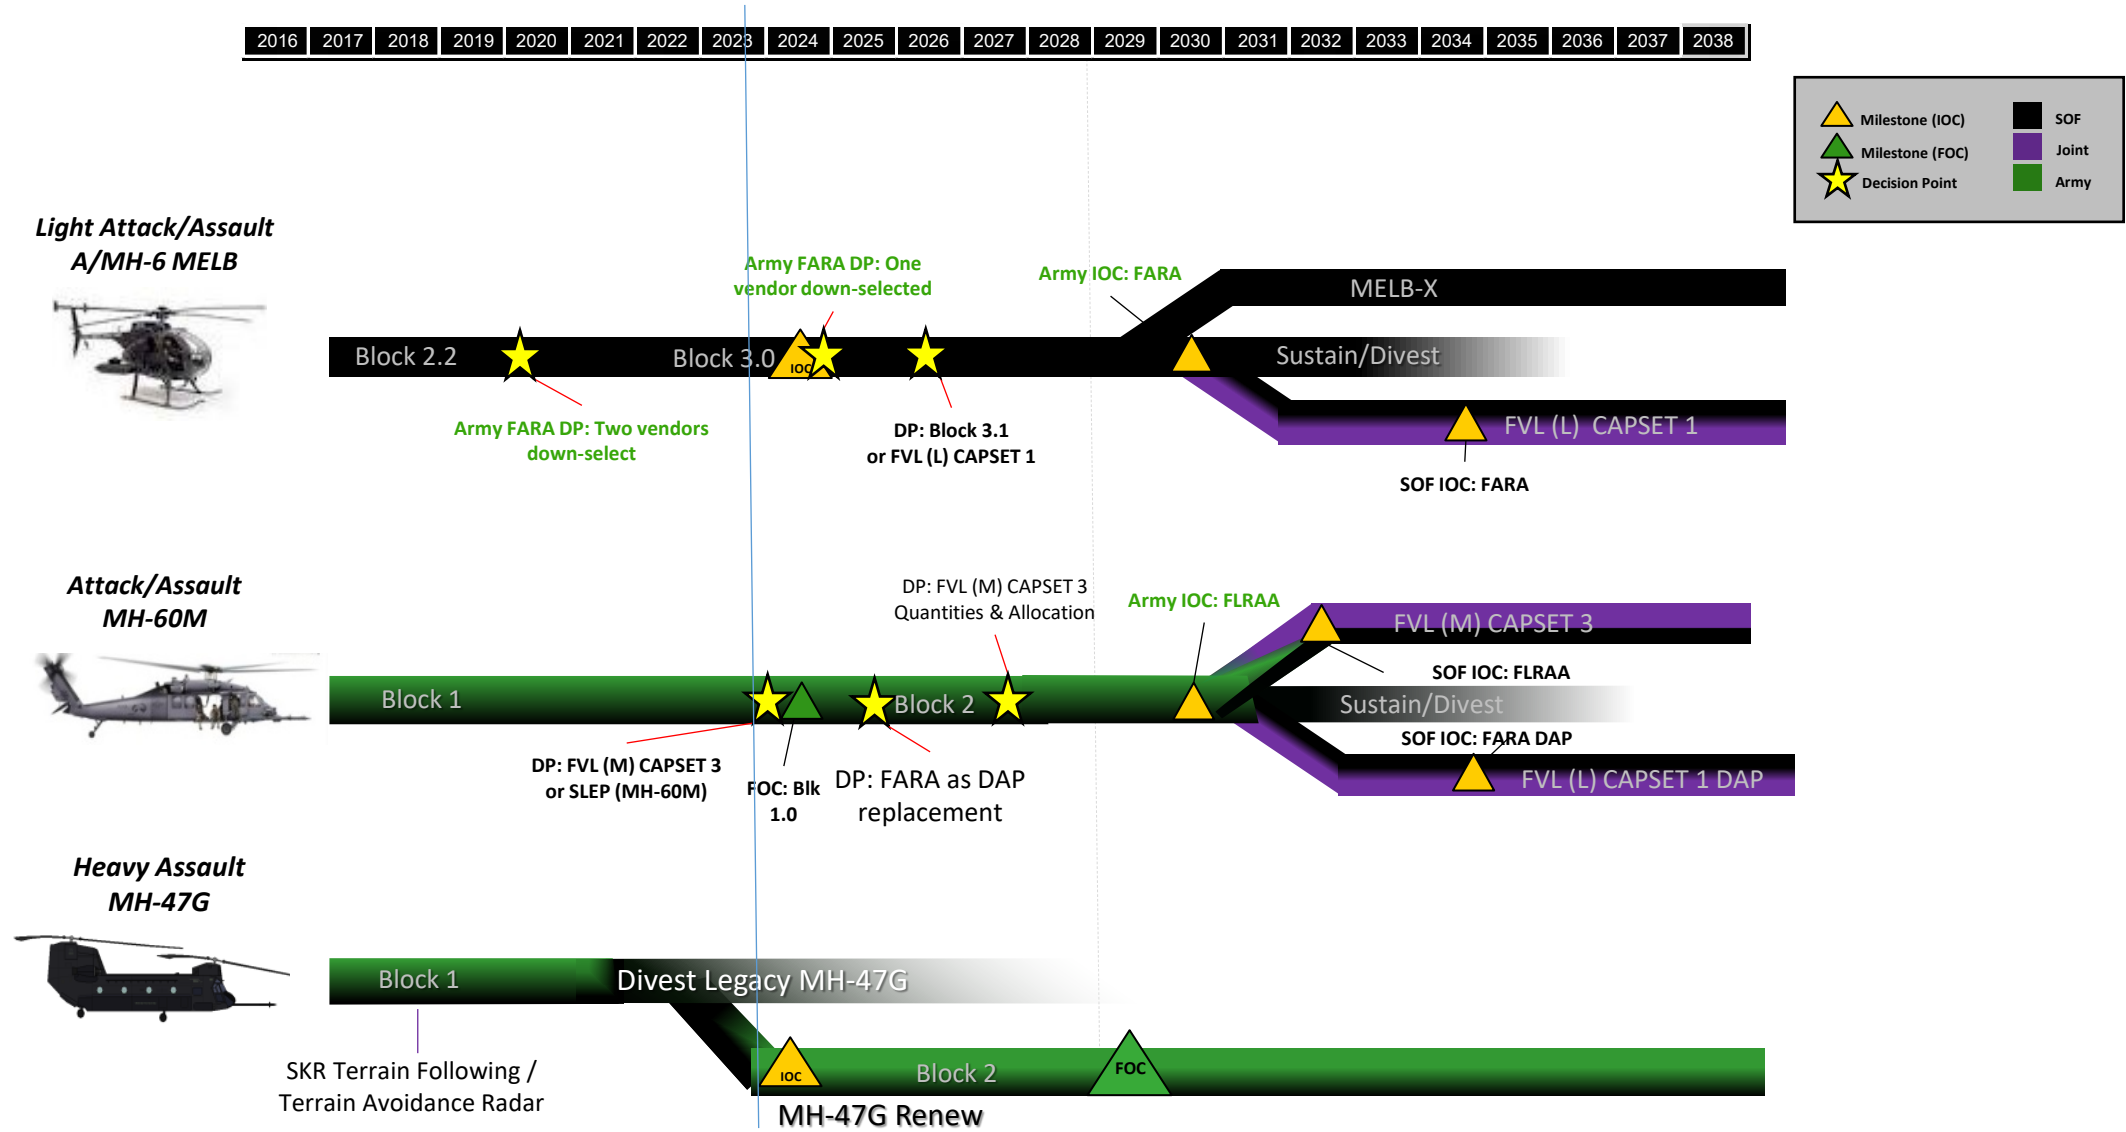 2016 2017 2018 2019 2020 2021 2022 2023 2024 2025 2026 2027 2028 2029 2030 2031 2032 2033 2034 2035 2036 2037 2038
Milestone (IOC)
SOF
Milestone (FOC)
Joint
Decision Point
Army
Light Attack/Assault
A/MH-6 MELB
Army FARA DP: One
vendor down-selected
Army IOC: FARA
MELB-X
Block 2.2
Block 3.0
IOC
Sustain/Divest
Army FARA DP: Two vendors
down-select
DP: Block 3.1
or FVL (L) CAPSET 1
FVL (L) CAPSET 1
SOF IOC: FARA
Attack/Assault
MH-60M
DP: FVL (M) CAPSET 3
Quantities & Allocation
Army IOC: FLRAA
FVL (M) CAPSET 3
SOF IOC: FLRAA
Block 1
Block 2
Sustain/Divest
SOF IOC: FARA DAP
DP: FVL (M) CAPSET 3
or SLEP (MH-60M)
FOC: Blk
1.0
DP: FARA as DAP
replacement
FVL (L) CAPSET 1 DAP
Heavy Assault
MH-47G
Block 1
Divest Legacy MH-47G
SKR Terrain Following /
Terrain Avoidance Radar
IOC
Block 2
FOC
MH-47G Renew